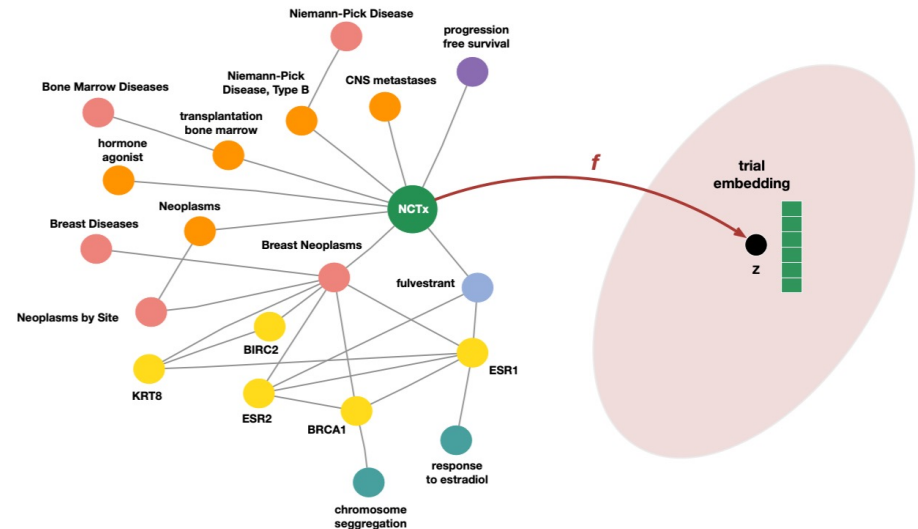 Niemann-Pick Disease
progression
free survival
Niemann-Pick
Disease, Type B
CNS metastases
Bone Marrow Diseases
transplantation
bone marrow
hormone
agonist
f
trial
embedding
Neoplasms
NCTx
Breast Diseases
Breast Neoplasms
z
fulvestrant
Neoplasms by Site
BIRC2
ESR1
KRT8
ESR2
BRCA1
response
to estradiol
chromosome
seggregation